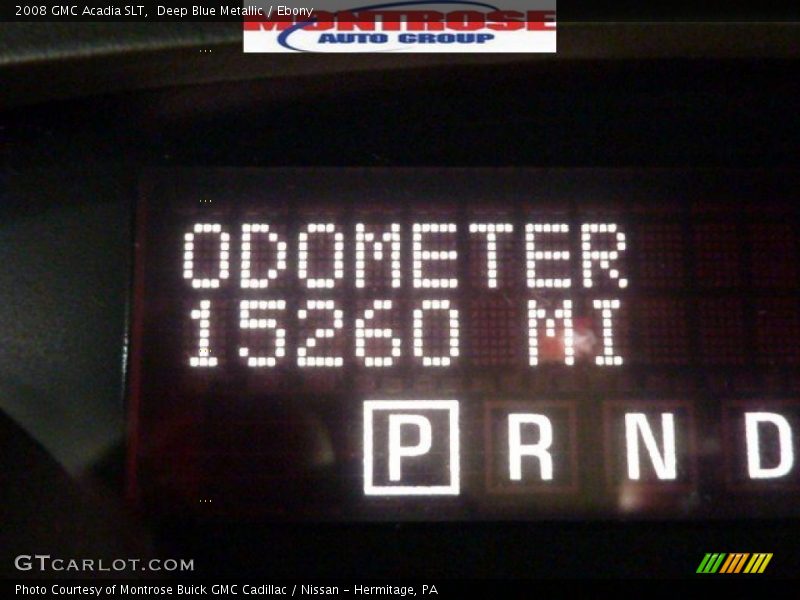 2008 GMC Acadia SLT, Deep Blue Metallic / Ebony
MONTROSE
AUTO GROUP
...
...
ODOMETER
15260 MI
...
P R N D
...
GTCARLOT.COM
Photo Courtesy of Montrose Buick GMC Cadillac / Nissan - Hermitage, PA